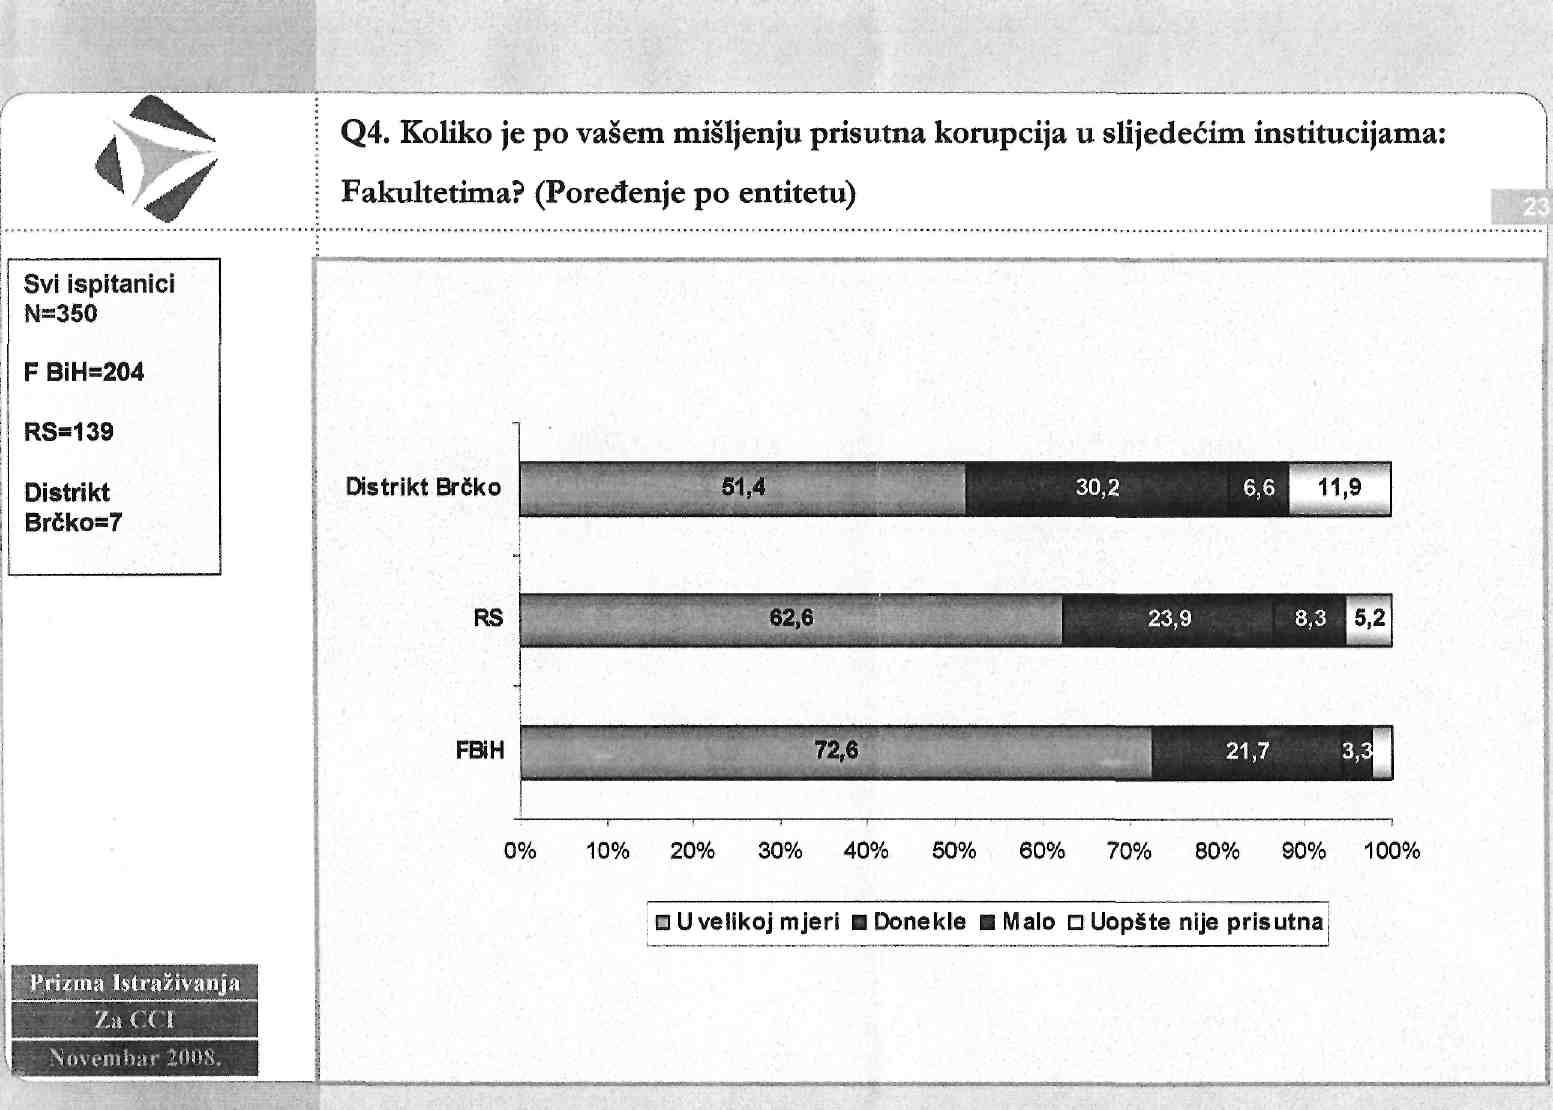 Q4. Koliko je po vašem mišljenju prisutna korupcija u slijedećim institucijama:
Fakultetima? (Poređenje po entitetu)
23
Svi ispitanici
N=350
F BiH=204
RS=139
Distrikt
Brčko=7
Distrikt Brčko 51,4 30,2 6,6 11,9
RS 62,6 23,9 8,3 5,2
FBiH 72,6 21,7 3,3
0% 10% 20% 30% 40% 50% 60% 70% 80% 90% 100%
U velikoj mjeri Donekle Malo Uopšte nije prisutna
Prizma Istraživanja
Za CCI
Novembar 2008.